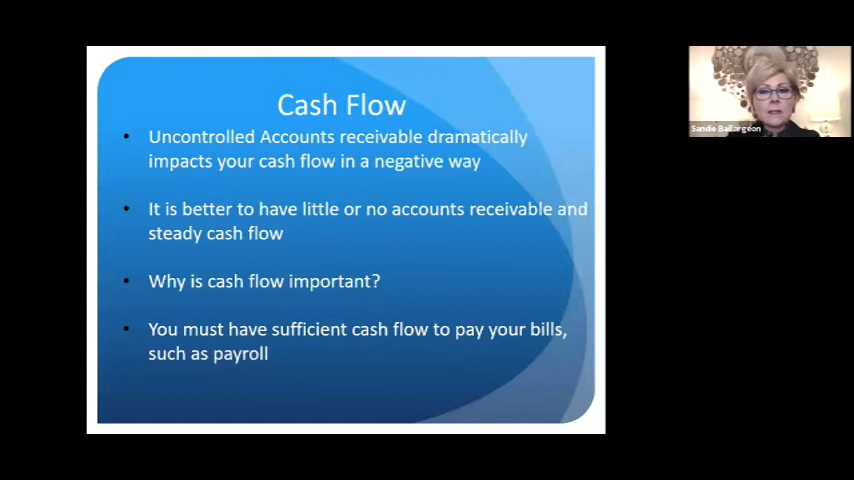 Cash Flow
• Uncontrolled Accounts receivable dramatically
impacts your cash flow in a negative way
• It is better to have little or no accounts receivable and
steady cash flow
• Why is cash flow important?
• You must have sufficient cash flow to pay your bills,
such as payroll
Sandie Baillargeon